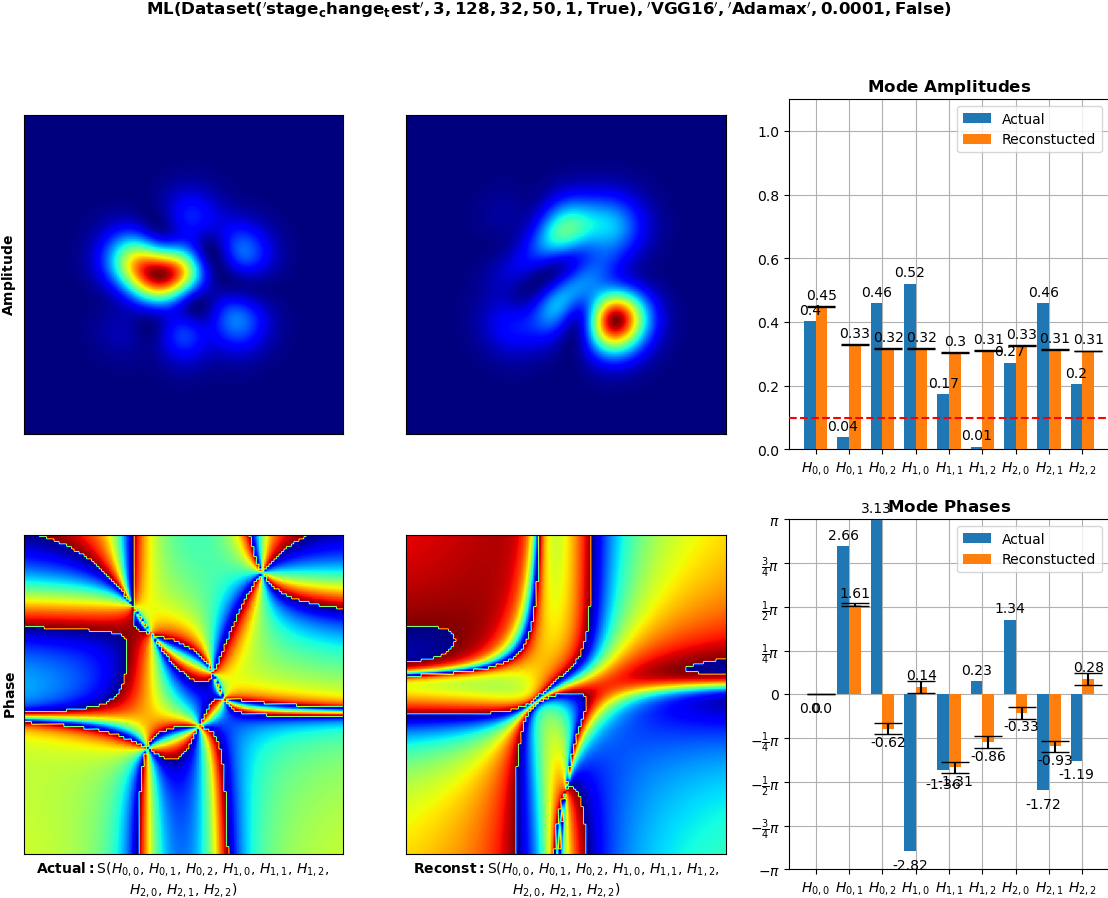 ML(Dataset('stage_change_test', 3, 128, 32, 50, 1, True), 'VGG16', 'Adamax', 0.0001, False)
Amplitude
Mode Amplitudes
Actual
Reconstucted
1.0
0.8
0.6
0.4
0.2
0.0
0.4 0.04 0.46 0.52 0.17 0.01 0.27 0.46 0.2
0.45 0.33 0.32 0.32 0.3 0.31 0.33 0.31 0.31
H0,0 H0,1 H0,2 H1,0 H1,1 H1,2 H2,0 H2,1 H2,2
Phase
Mode Phases
Actual
Reconstucted
π
3/4π
1/2π
1/4π
0
−1/4π
−1/2π
−3/4π
−π
0.0 2.66 3.13 -2.82 -1.36 0.23 1.34 -1.72 -1.19
0.0 1.61 -0.62 0.14 -1.31 -0.86 -0.33 -0.93 0.28
H0,0 H0,1 H0,2 H1,0 H1,1 H1,2 H2,0 H2,1 H2,2
Actual: S(H0,0, H0,1, H0,2, H1,0, H1,1, H1,2,
H2,0, H2,1, H2,2)
Reconst: S(H0,0, H0,1, H0,2, H1,0, H1,1, H1,2,
H2,0, H2,1, H2,2)